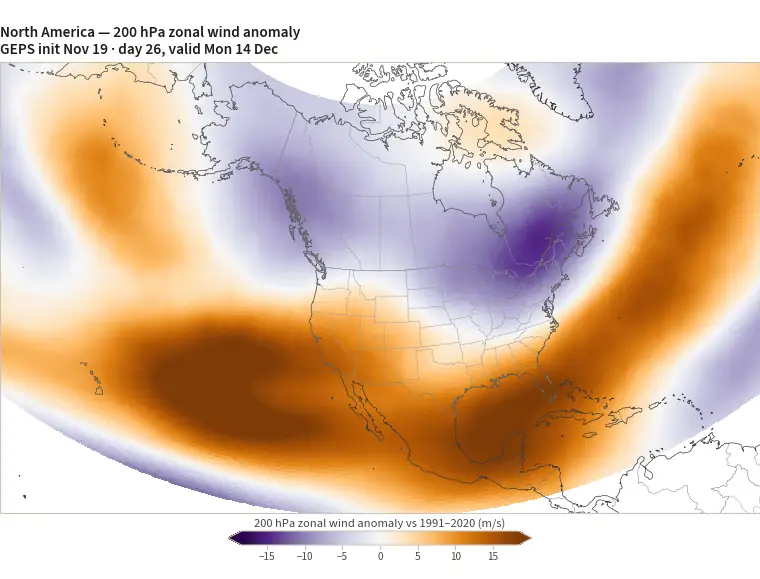 North America — 200 hPa zonal wind anomaly
GEPS init Nov 19 · day 26, valid Mon 14 Dec
200 hPa zonal wind anomaly vs 1991–2020 (m/s)
−15 −10 −5 0 5 10 15